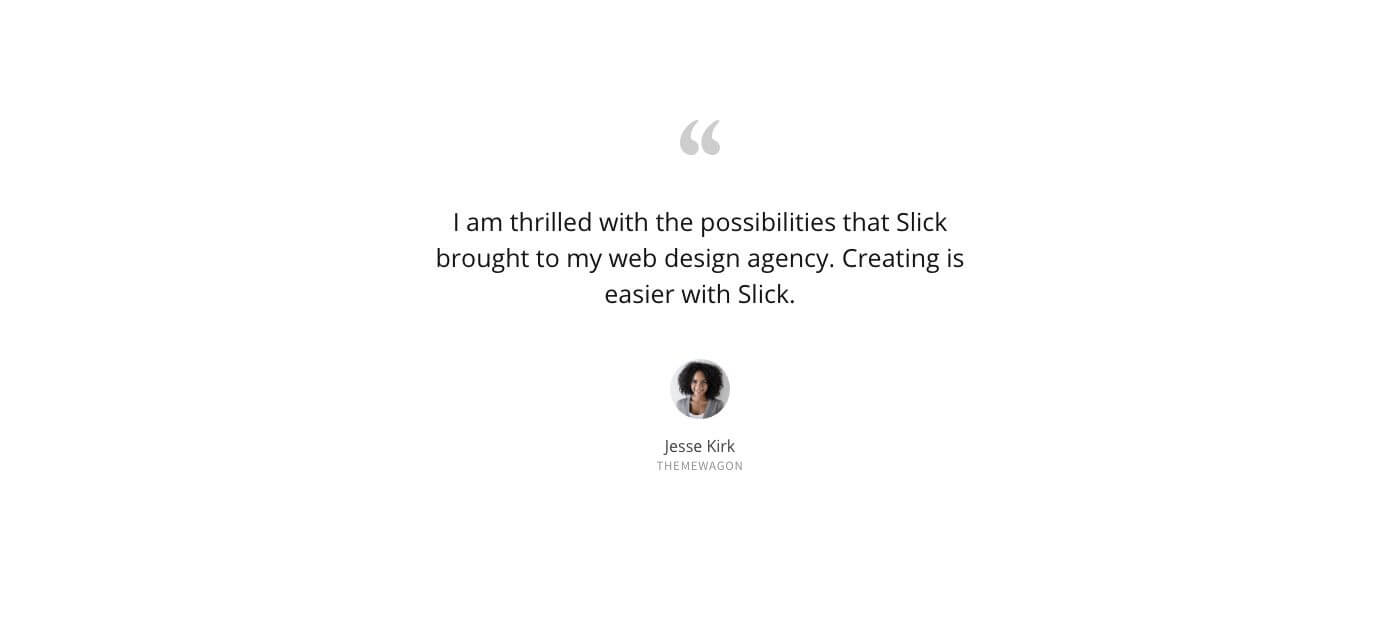 “
I am thrilled with the possibilities that Slick
brought to my web design agency. Creating is
easier with Slick.
Jesse Kirk
THEMEWAGON